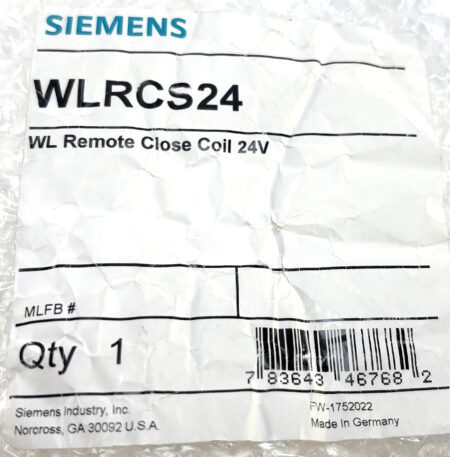 SIEMENS
WLRCS24
WL Remote Close Coil 24V
MLFB #
Qty 1
7 83643 46768 2
Siemens Industry, Inc.
Norcross, GA 30092 U.S.A.
FW-1752022
Made In Germany